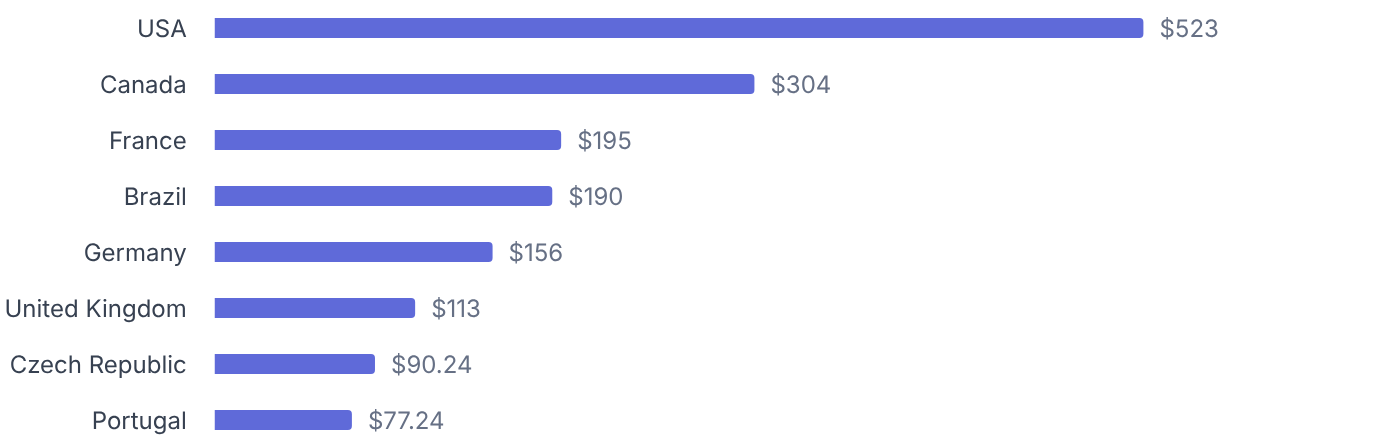 USA $523
Canada $304
France $195
Brazil $190
Germany $156
United Kingdom $113
Czech Republic $90.24
Portugal $77.24